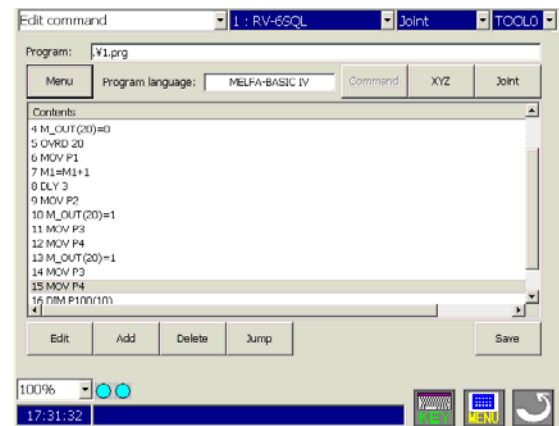 Edit command 1 : RV-6SQL Joint TOOL0
Program: .¥1.prg
Menu Program language: MELFA-BASIC IV Command XYZ Joint
Contents
4 M_OUT(20)=0
5 OVRD 20
6 MOV P1
7 M1=M1+1
8 DLY 3
9 MOV P2
10 M_OUT(20)=1
11 MOV P3
12 MOV P4
13 M_OUT(20)=1
14 MOV P3
15 MOV P4
16 DIM P100(10)
Edit Add Delete Jump Save
100%
17:31:32
KEY MENU